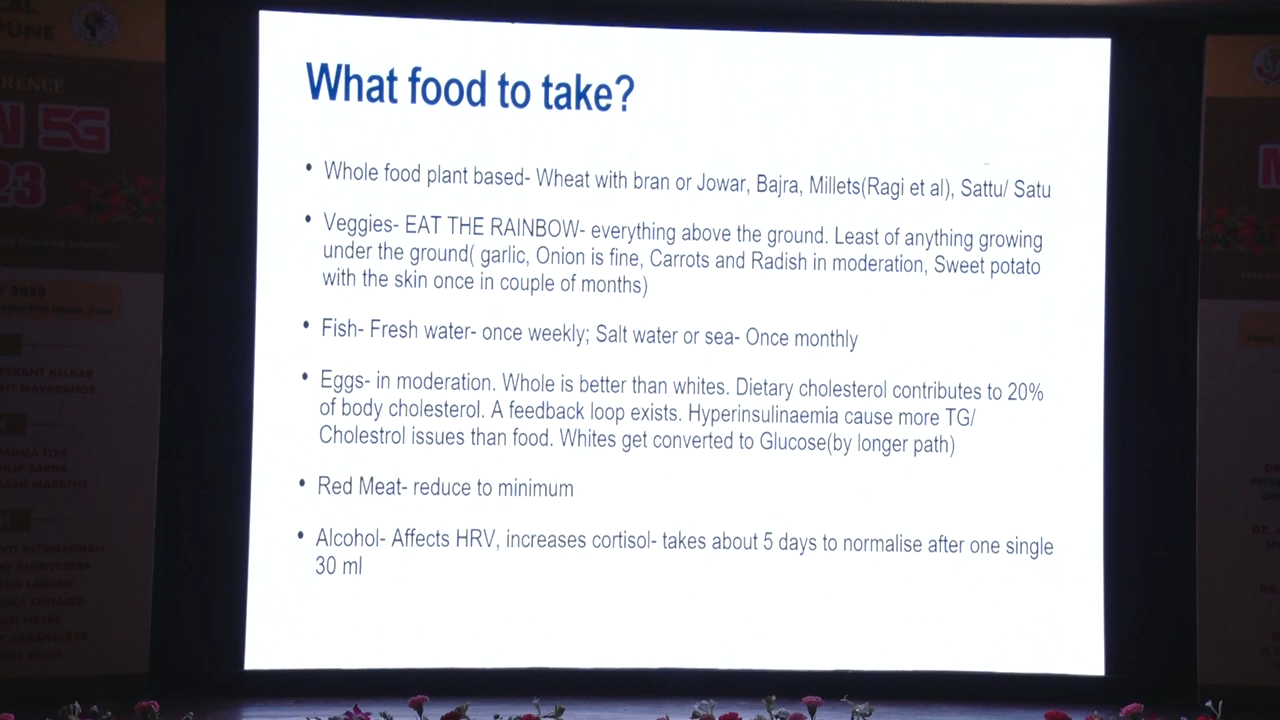 What food to take?
• Whole food plant based- Wheat with bran or Jowar, Bajra, Millets(Ragi et al), Sattu/ Satu
• Veggies- EAT THE RAINBOW- everything above the ground. Least of anything growing
under the ground( garlic, Onion is fine, Carrots and Radish in moderation, Sweet potato
with the skin once in couple of months)
• Fish- Fresh water- once weekly; Salt water or sea- Once monthly
• Eggs- in moderation. Whole is better than whites. Dietary cholesterol contributes to 20%
of body cholesterol. A feedback loop exists. Hyperinsulinaemia cause more TG/
Cholestrol issues than food. Whites get converted to Glucose(by longer path)
• Red Meat- reduce to minimum
• Alcohol- Affects HRV, increases cortisol- takes about 5 days to normalise after one single
30 ml
PUNE
5G
23